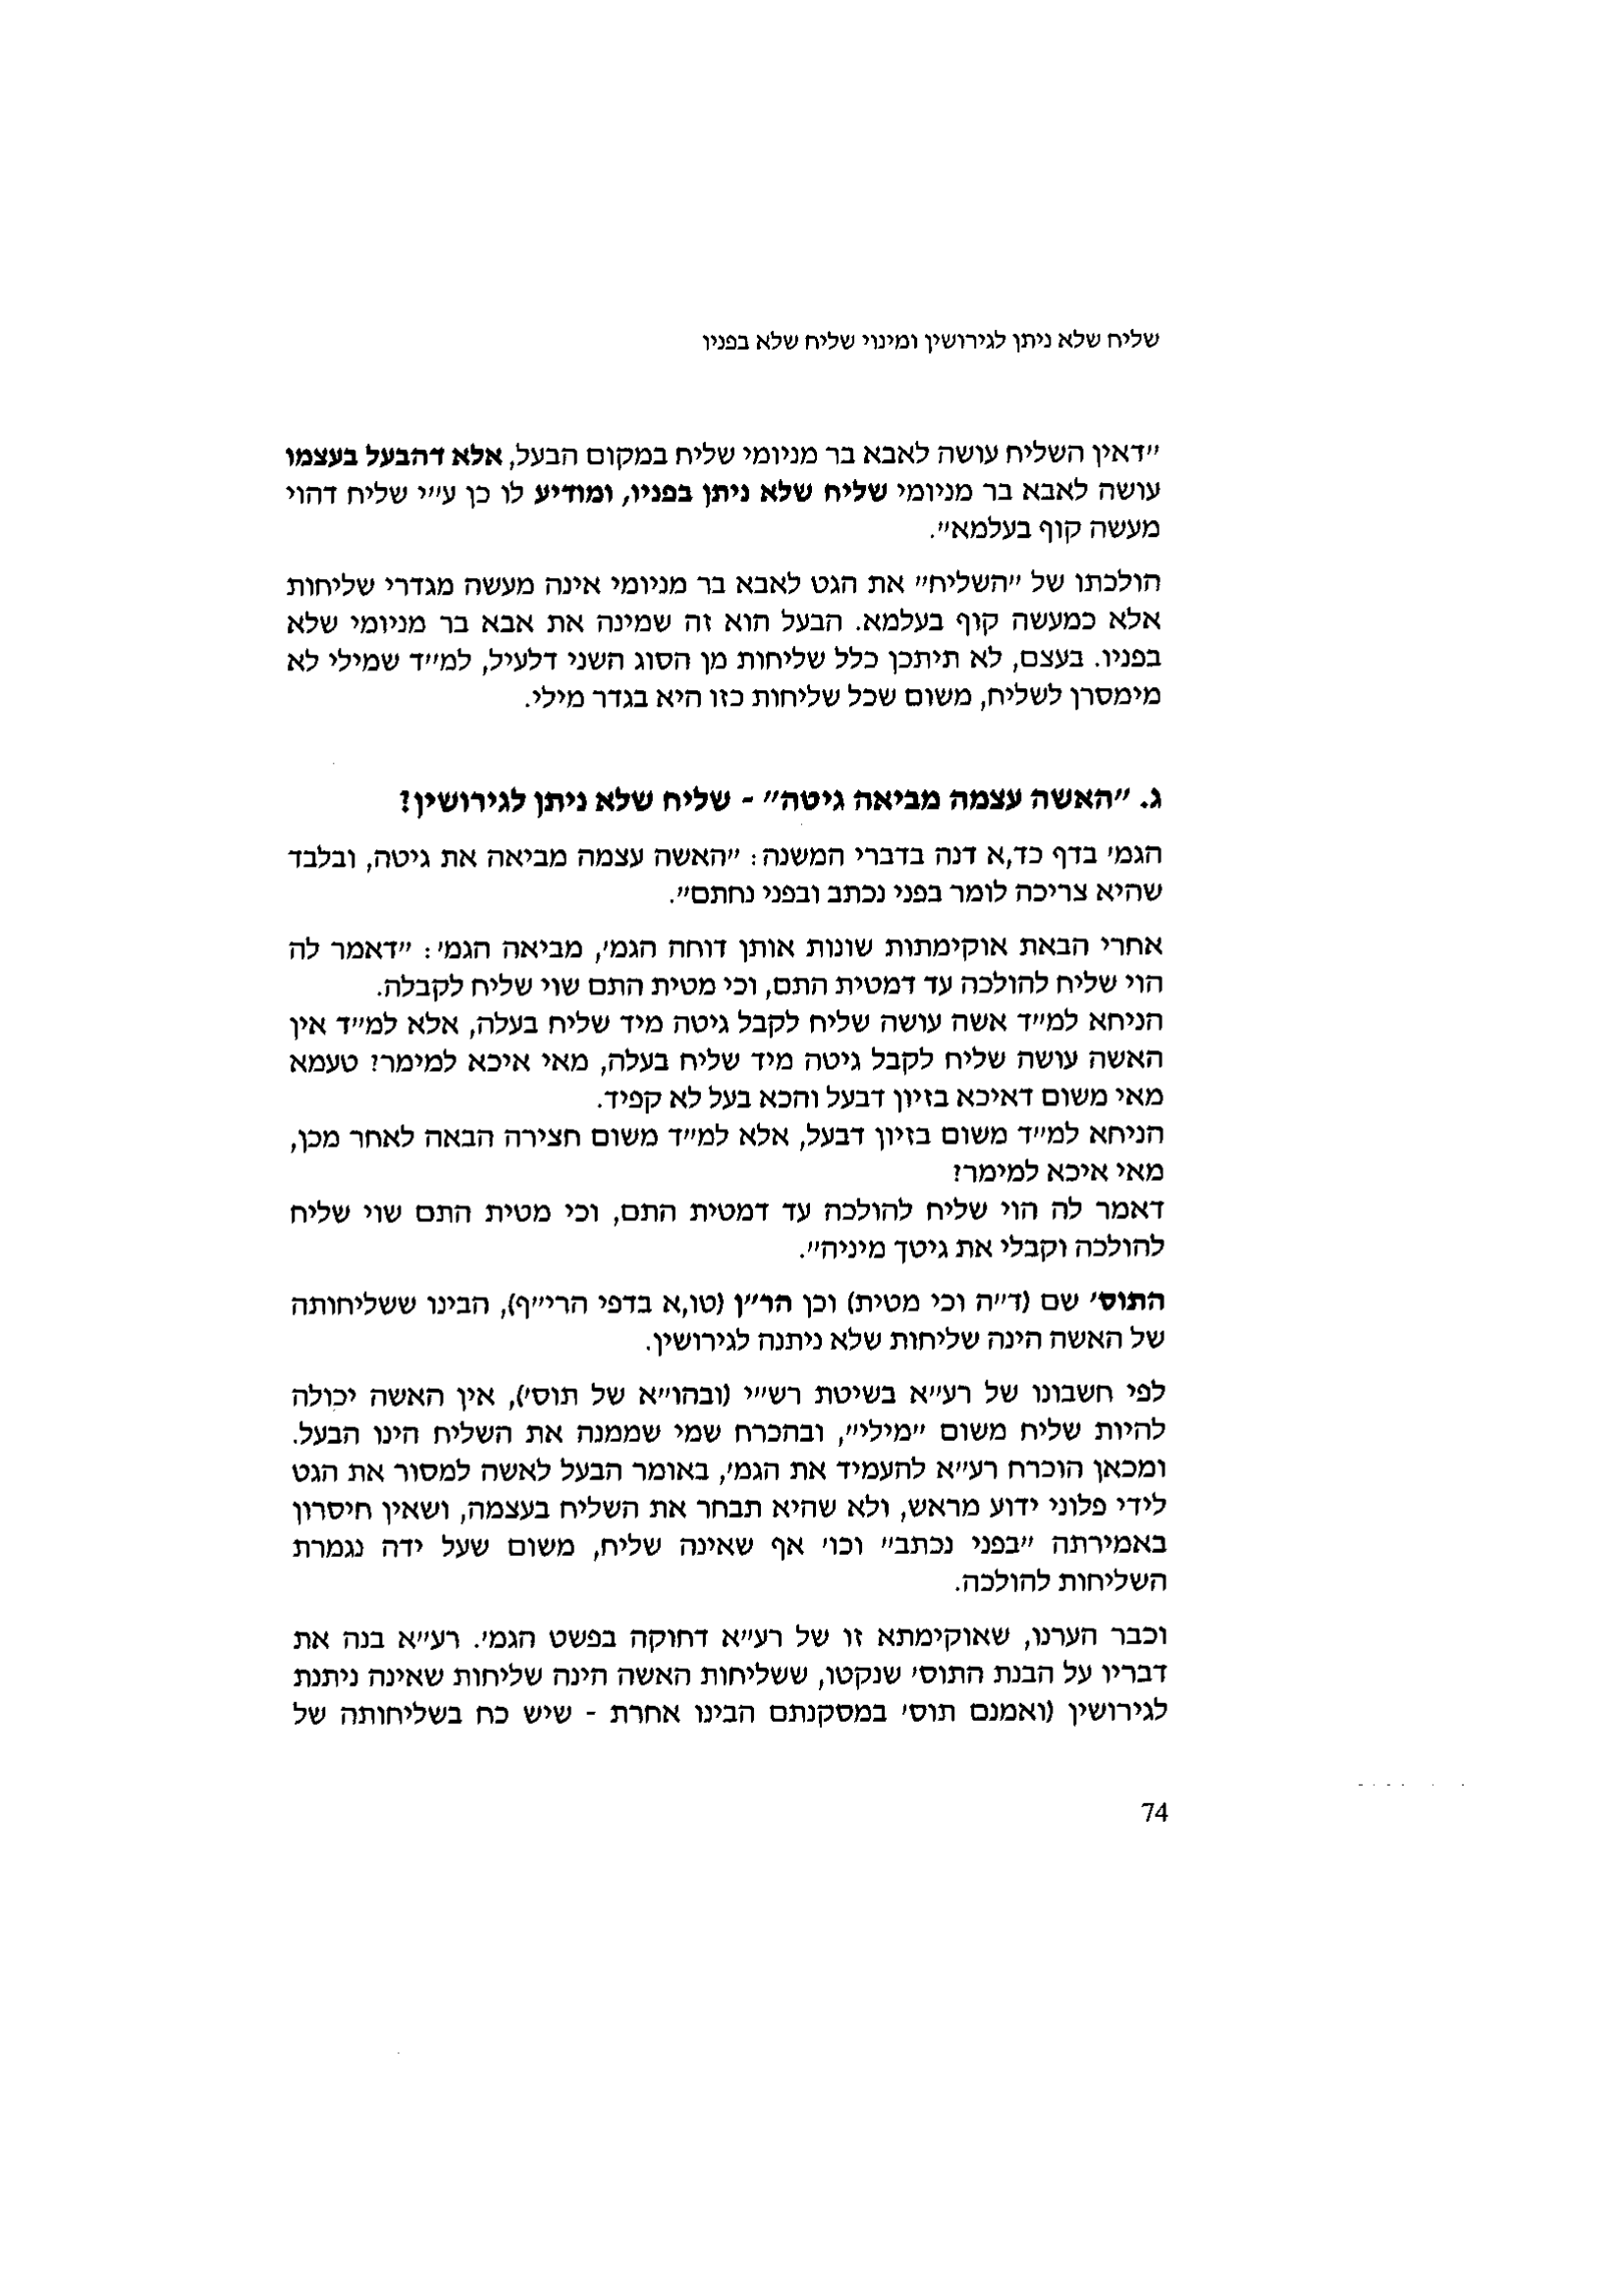 שליח שלא ניתן לגירושין ומינוי שליח שלא בפניו
״דאין השליח עושה לאבא בר מניומי שליח במקום הבעל, אלא דהבעל בעצמו
עושה לאבא בר מניומי שליח שלא ניתן בפניו, ומודיע לו כן ע״י שליח דהוי
מעשה קוף בעלמא״.
הולכתו של ״השליח״ את הגט לאבא בר מניומי אינה מעשה מגדרי שליחות
אלא כמעשה קוף בעלמא. הבעל הוא זה שמינה את אבא בר מניומי שלא
בפניו. בעצם, לא תיתכן כלל שליחות מן הסוג השני דלעיל, למ״ד שמילי לא
מימסרן לשליח, משום שכל שליחות כזו היא בגדר מילי.
ג. ״האשה עצמה מביאה גיטה״ - שליח שלא ניתן לגירושין?
הגמ׳ בדף כד,א דנה בדברי המשנה: ״האשה עצמה מביאה את גיטה, ובלבד
שהיא צריכה לומר בפני נכתב ובפני נחתם״.
אחרי הבאת אוקימתות שונות אותן דוחה הגמ׳, מביאה הגמ׳: ״דאמר לה
הוי שליח להולכה עד דמטית התם, וכי מטית התם שוי שליח לקבלה.
הניחא למ״ד אשה עושה שליח לקבל גיטה מיד שליח בעלה, אלא למ״ד אין
האשה עושה שליח לקבל גיטה מיד שליח בעלה, מאי איכא למימר? טעמא
מאי משום דאיכא בזיון דבעל והכא בעל לא קפיד.
הניחא למ״ד משום בזיון דבעל, אלא למ״ד משום חצירה הבאה לאחר מכן,
מאי איכא למימר?
דאמר לה הוי שליח להולכה עד דמטית התם, וכי מטית התם שוי שליח
להולכה וקבלי את גיטך מיניה״.
התוס׳ שם (ד״ה וכי מטית) וכן הר״ן (טו,א בדפי הרי״ף), הבינו ששליחותה
של האשה הינה שליחות שלא ניתנה לגירושין.
לפי חשבונו של רע״א בשיטת רש״י (ובהו״א של תוס׳), אין האשה יכולה
להיות שליח משום ״מילי״, ובהכרח שמי שממנה את השליח הינו הבעל.
ומכאן הוכרח רע״א להעמיד את הגמ׳, באומר הבעל לאשה למסור את הגט
לידי פלוני ידוע מראש, ולא שהיא תבחר את השליח בעצמה, ושאין חיסרון
באמירתה ״בפני נכתב״ וכו׳ אף שאינה שליח, משום שעל ידה נגמרת
השליחות להולכה.
וכבר הערנו, שאוקימתא זו של רע״א דחוקה בפשט הגמ׳. רע״א בנה את
דבריו על הבנת התוס׳ שנקטו, ששליחות האשה הינה שליחות שאינה ניתנת
לגירושין (ואמנם תוס׳ במסקנתם הבינו אחרת - שיש כח בשליחותה של
74